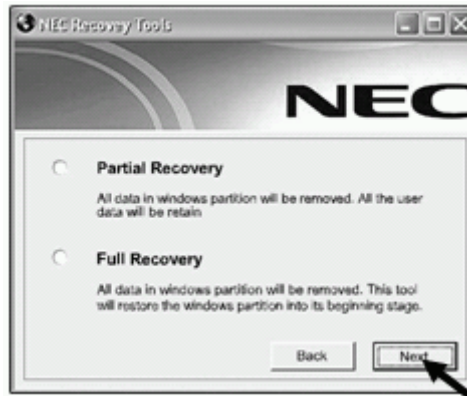 NEC Recovey Tools
NEC
Partial Recovery
All data in windows partition will be removed. All the user
data will be retain
Full Recovery
All data in windows partition will be removed. This tool
will restore the windows partition into its beginning stage.
Back
Next